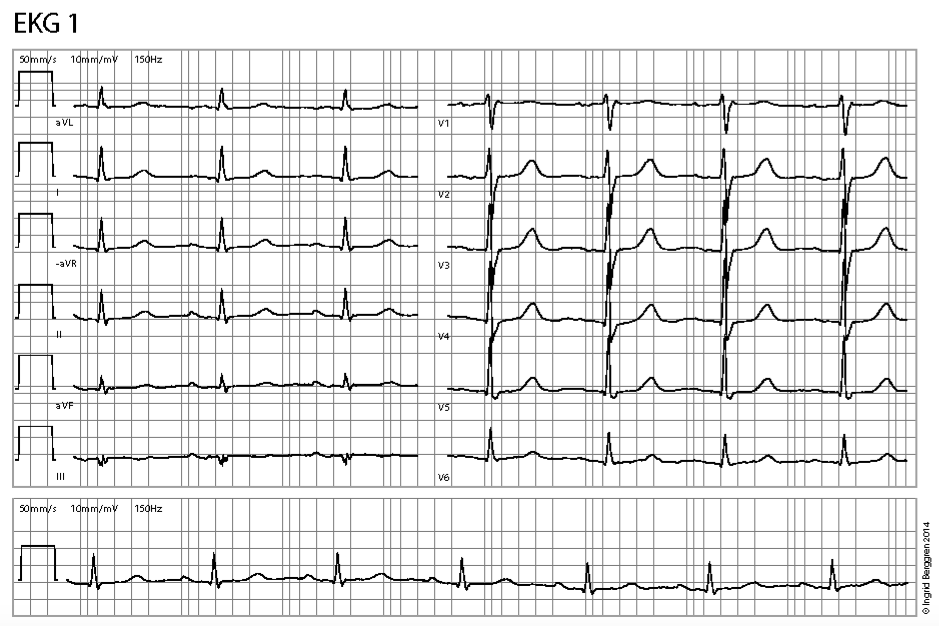 EKG 1
50mm/s 10mm/mV 150Hz
aVL
I
-aVR
II
aVF
III
V1
V2
V3
V4
V5
V6
50mm/s 10mm/mV 150Hz
© Ingrid Berggren 2014